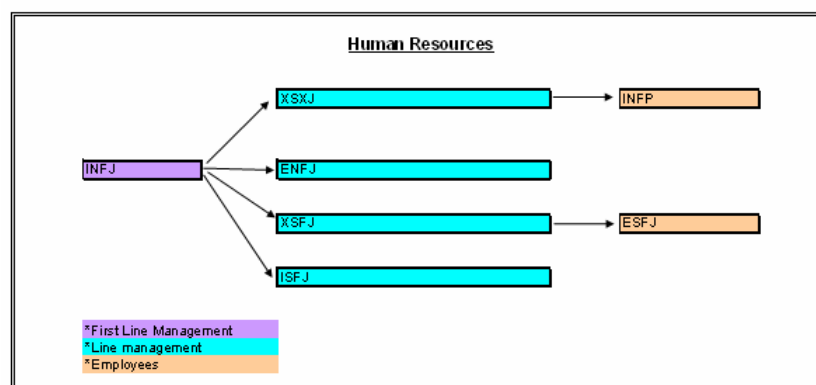 Human Resources
XSXJ
INFP
INFJ
ENFJ
XSFJ
ESFJ
ISFJ
*First Line Management
*Line management
*Employees